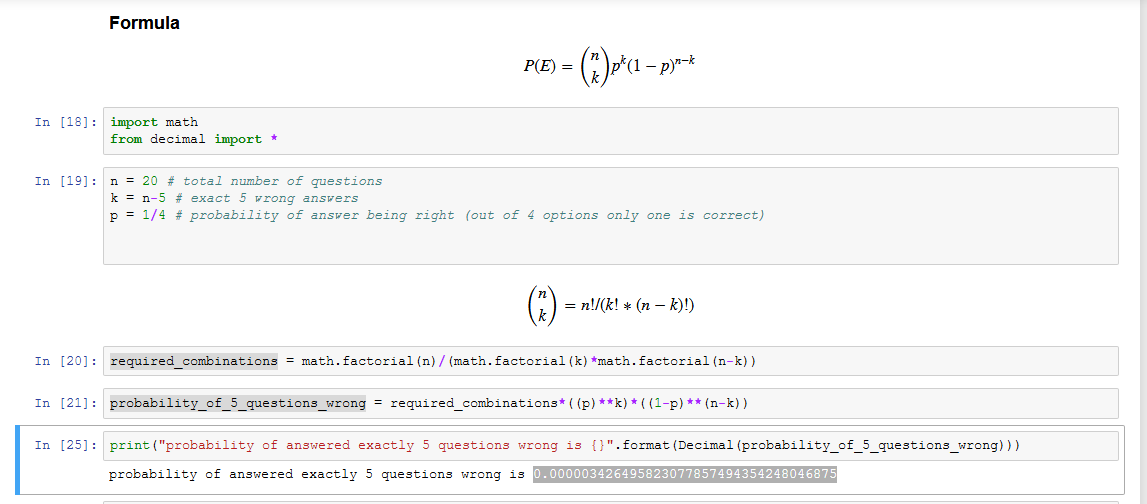 Formula
P(E) = (n k) p^k (1 − p)^n−k
In [18]: import math
from decimal import *
In [19]: n = 20 # total number of questions
k = n-5 # exact 5 wrong answers
p = 1/4 # probability of answer being right (out of 4 options only one is correct)
(n k) = n!/(k! * (n − k)!)
In [20]: required_combinations = math.factorial(n)/(math.factorial(k)*math.factorial(n-k))
In [21]: probability_of_5_questions_wrong = required_combinations*((p)**k)*((1-p)**(n-k))
In [25]: print("probability of answered exactly 5 questions wrong is {}".format(Decimal(probability_of_5_questions_wrong)))
probability of answered exactly 5 questions wrong is 0.000003426495823077857494354248046875